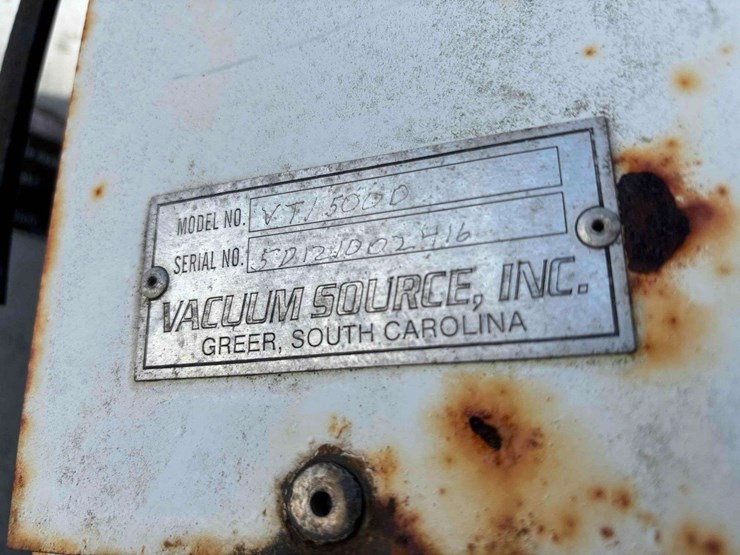 MODEL NO. VT1500D
SERIAL NO.
VACUUM SOURCE, INC.
GREER, SOUTH CAROLINA